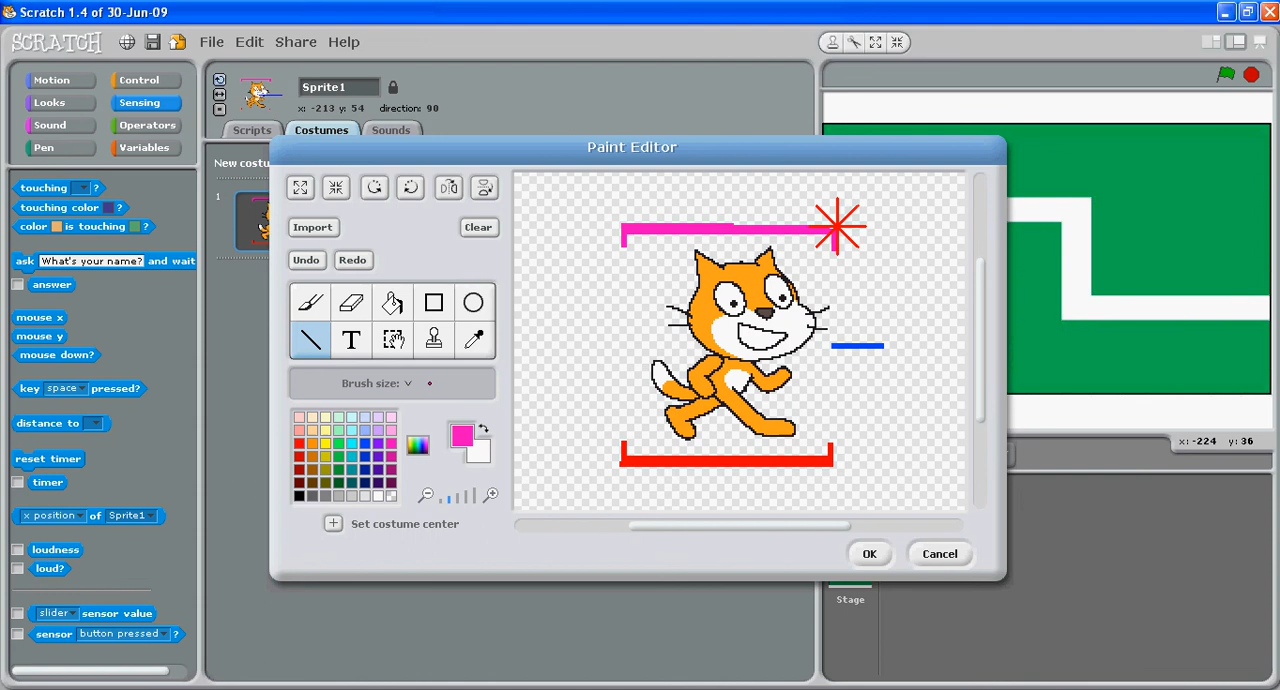 Scratch 1.4 of 30-Jun-09
SCRATCH File Edit Share Help
Motion Control
Looks Sensing
Sound Operators
Pen Variables
Sprite1
x: -213 y: 54 direction: 90
Scripts Costumes Sounds
New costu
1
touching ?
touching color ?
color is touching ?
ask What's your name? and wait
answer
mouse x
mouse y
mouse down?
key space pressed?
distance to
reset timer
timer
x position of Sprite1
loudness
loud?
slider sensor value
sensor button pressed ?
Paint Editor
Import Clear
Undo Redo
T
Brush size:
Set costume center
OK Cancel
x: -224 y: 36
Stage